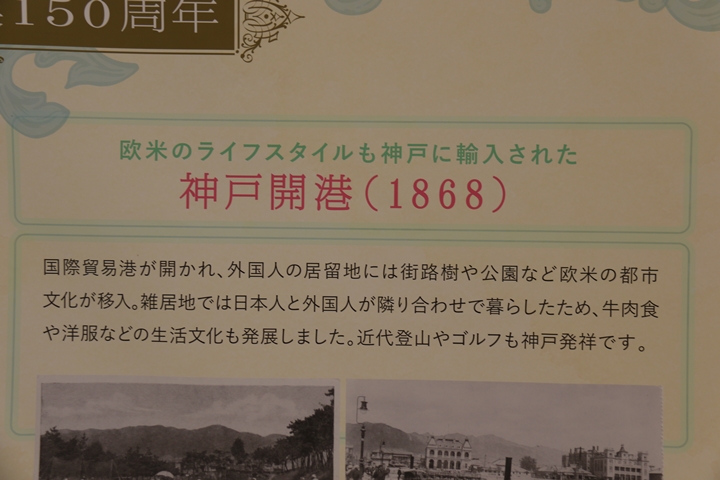 150周年
欧米のライフスタイルも神戸に輸入された
神戸開港(1868)
国際貿易港が開かれ、外国人の居留地には街路樹や公園など欧米の都市
文化が移入。雑居地では日本人と外国人が隣り合わせで暮らしたため、牛肉食
や洋服などの生活文化も発展しました。近代登山やゴルフも神戸発祥です。